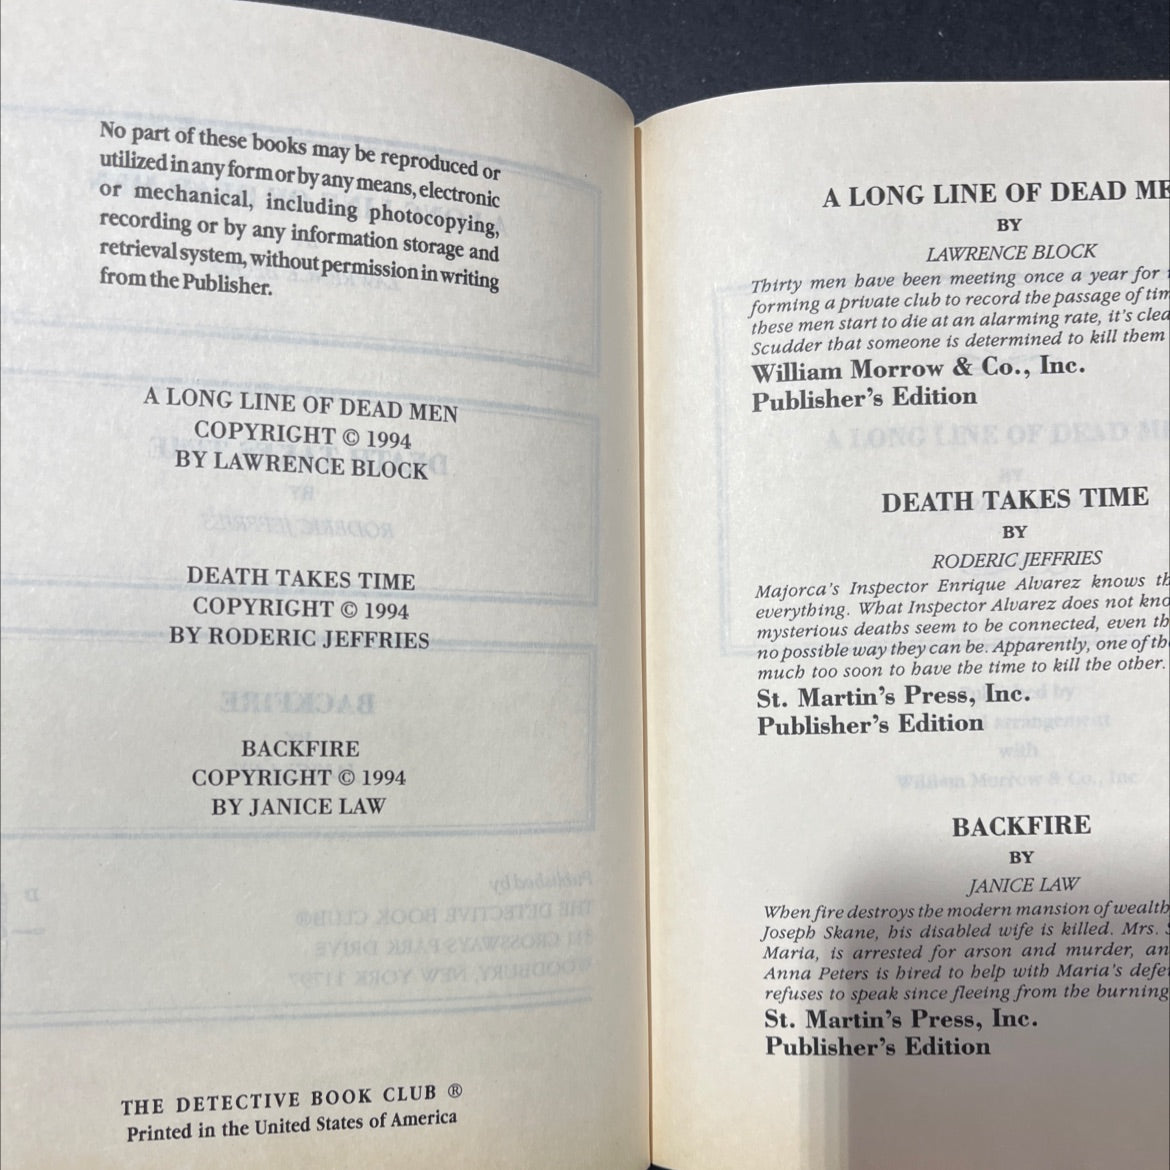 No part of these books may be reproduced or
utilized in any form or by any means, electronic
or mechanical, including photocopying,
recording or by any information storage and
retrieval system, without permission in writing
from the Publisher.
A LONG LINE OF DEAD MEN
COPYRIGHT © 1994
BY LAWRENCE BLOCK
DEATH TAKES TIME
COPYRIGHT © 1994
BY RODERIC JEFFRIES
BACKFIRE
COPYRIGHT © 1994
BY JANICE LAW
THE DETECTIVE BOOK CLUB ®
Printed in the United States of America
A LONG LINE OF DEAD ME
BY
LAWRENCE BLOCK
Thirty men have been meeting once a year for
forming a private club to record the passage of tim
these men start to die at an alarming rate, it's clea
Scudder that someone is determined to kill them
William Morrow & Co., Inc.
Publisher's Edition
DEATH TAKES TIME
BY
RODERIC JEFFRIES
Majorca's Inspector Enrique Alvarez knows th
everything. What Inspector Alvarez does not kno
mysterious deaths seem to be connected, even th
no possible way they can be. Apparently, one of th
much too soon to have the time to kill the other.
St. Martin's Press, Inc.
Publisher's Edition
BACKFIRE
BY
JANICE LAW
When fire destroys the modern mansion of wealth
Joseph Skane, his disabled wife is killed. Mrs. S
Maria, is arrested for arson and murder, an
Anna Peters is hired to help with Maria's defe
refuses to speak since fleeing from the burning
St. Martin's Press, Inc.
Publisher's Edition